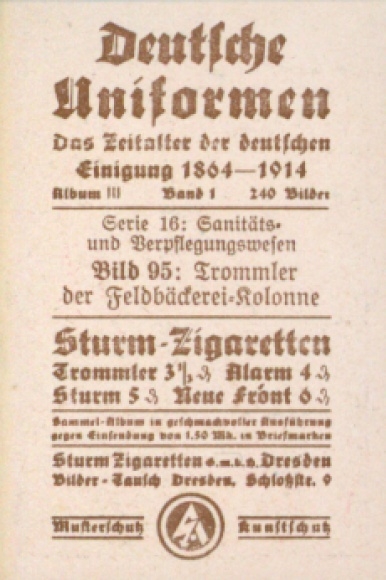 Deutsche
Uniformen
Das Zeitalter der deutschen
Einigung 1864—1914
Album III Band 1 240 Bilder
Serie 16: Sanitäts-
und Verpflegungswesen
Bild 95: Trommler
der Feldbäckerei-Kolonne
Sturm-Zigaretten
Trommler 3⅓ ₰ Alarm 4 ₰
Sturm 5 ₰ Neue Front 6 ₰
Sammel-Album in geschmackvoller Ausführung
gegen Einsendung von 1.50 Mk. in Briefmarken
Sturm Zigaretten G.m.b.H. Dresden
Bilder-Tausch Dresden, Schloßstr. 9
Musterschutz Kunstschutz